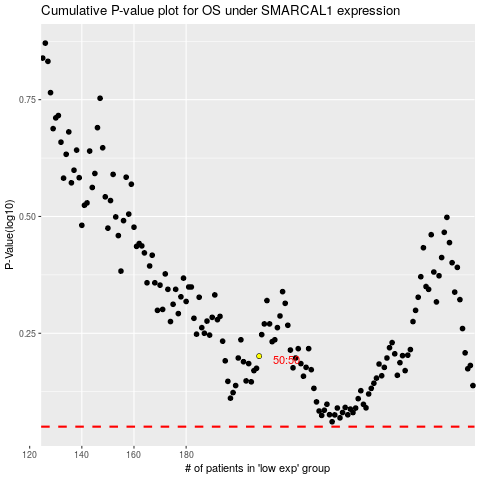 Cumulative P-value plot for OS under SMARCAL1 expression
P-Value(log10)
0.75
0.50
0.25
50:50
120 140 160 180
# of patients in 'low exp' group